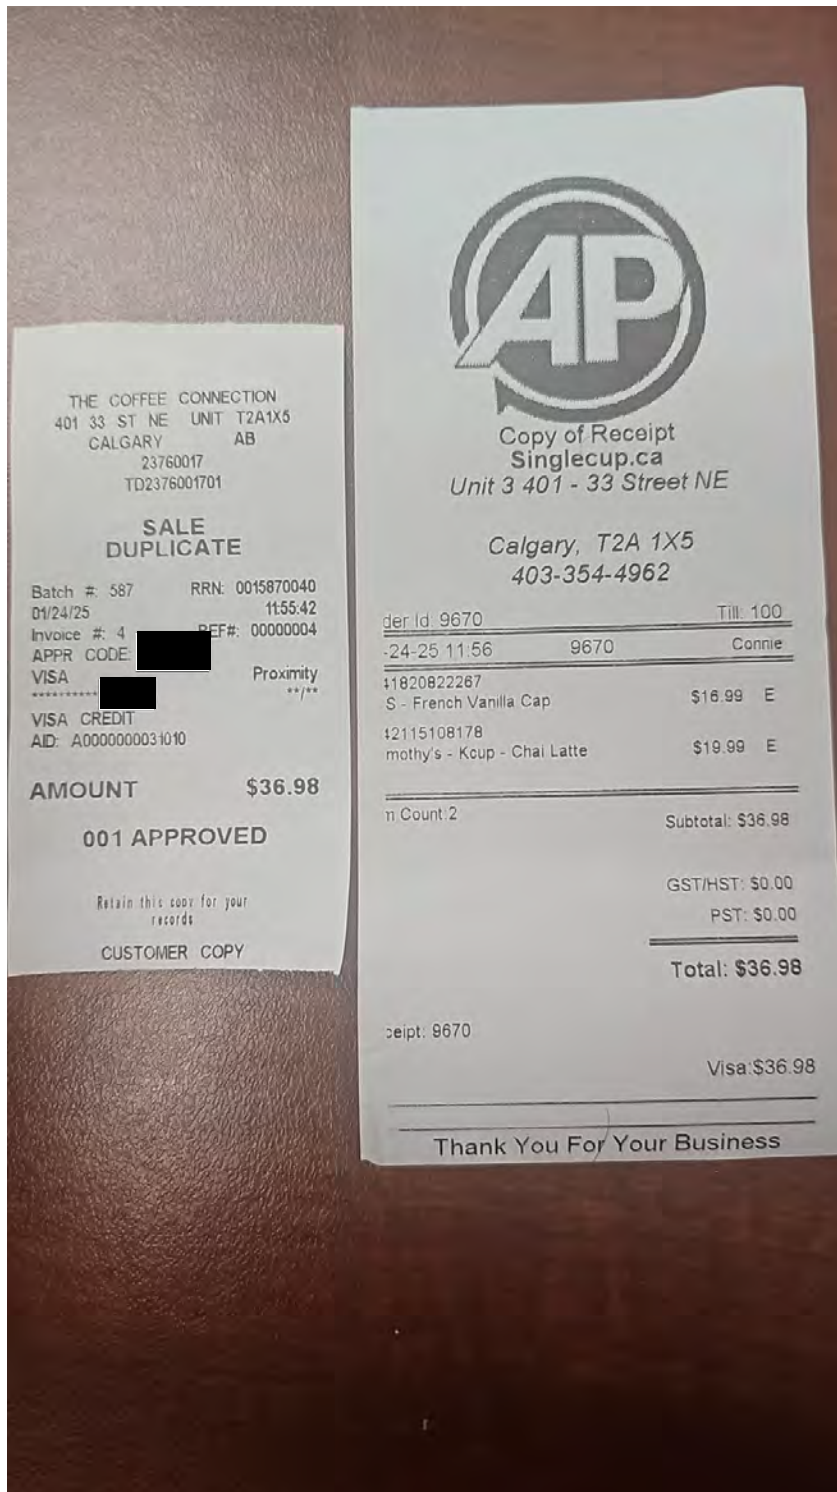 THE COFFEE CONNECTION
401 33 ST NE UNIT T2A1X5
CALGARY AB
23760017
TD2376001701
SALE
DUPLICATE
Batch #: 587 RRN: 0015870040
01/24/25 11:55:42
Invoice #: 4 REF#: 00000004
APPR CODE:
VISA Proximity
********** **/**
VISA CREDIT
AID: A0000000031010
AMOUNT $36.98
001 APPROVED
Retain this copy for your
records
CUSTOMER COPY
AP
Copy of Receipt
Singlecup.ca
Unit 3 401 - 33 Street NE
Calgary, T2A 1X5
403-354-4962
der Id: 9670 Till: 100
-24-25 11:56 9670 Connie
41820822267
S - French Vanilla Cap $16.99 E
42115108178
mothy's - Kcup - Chai Latte $19.99 E
n Count:2 Subtotal: $36.98
GST/HST: $0.00
PST: $0.00
Total: $36.98
ceipt: 9670
Visa:$36.98
Thank You For Your Business